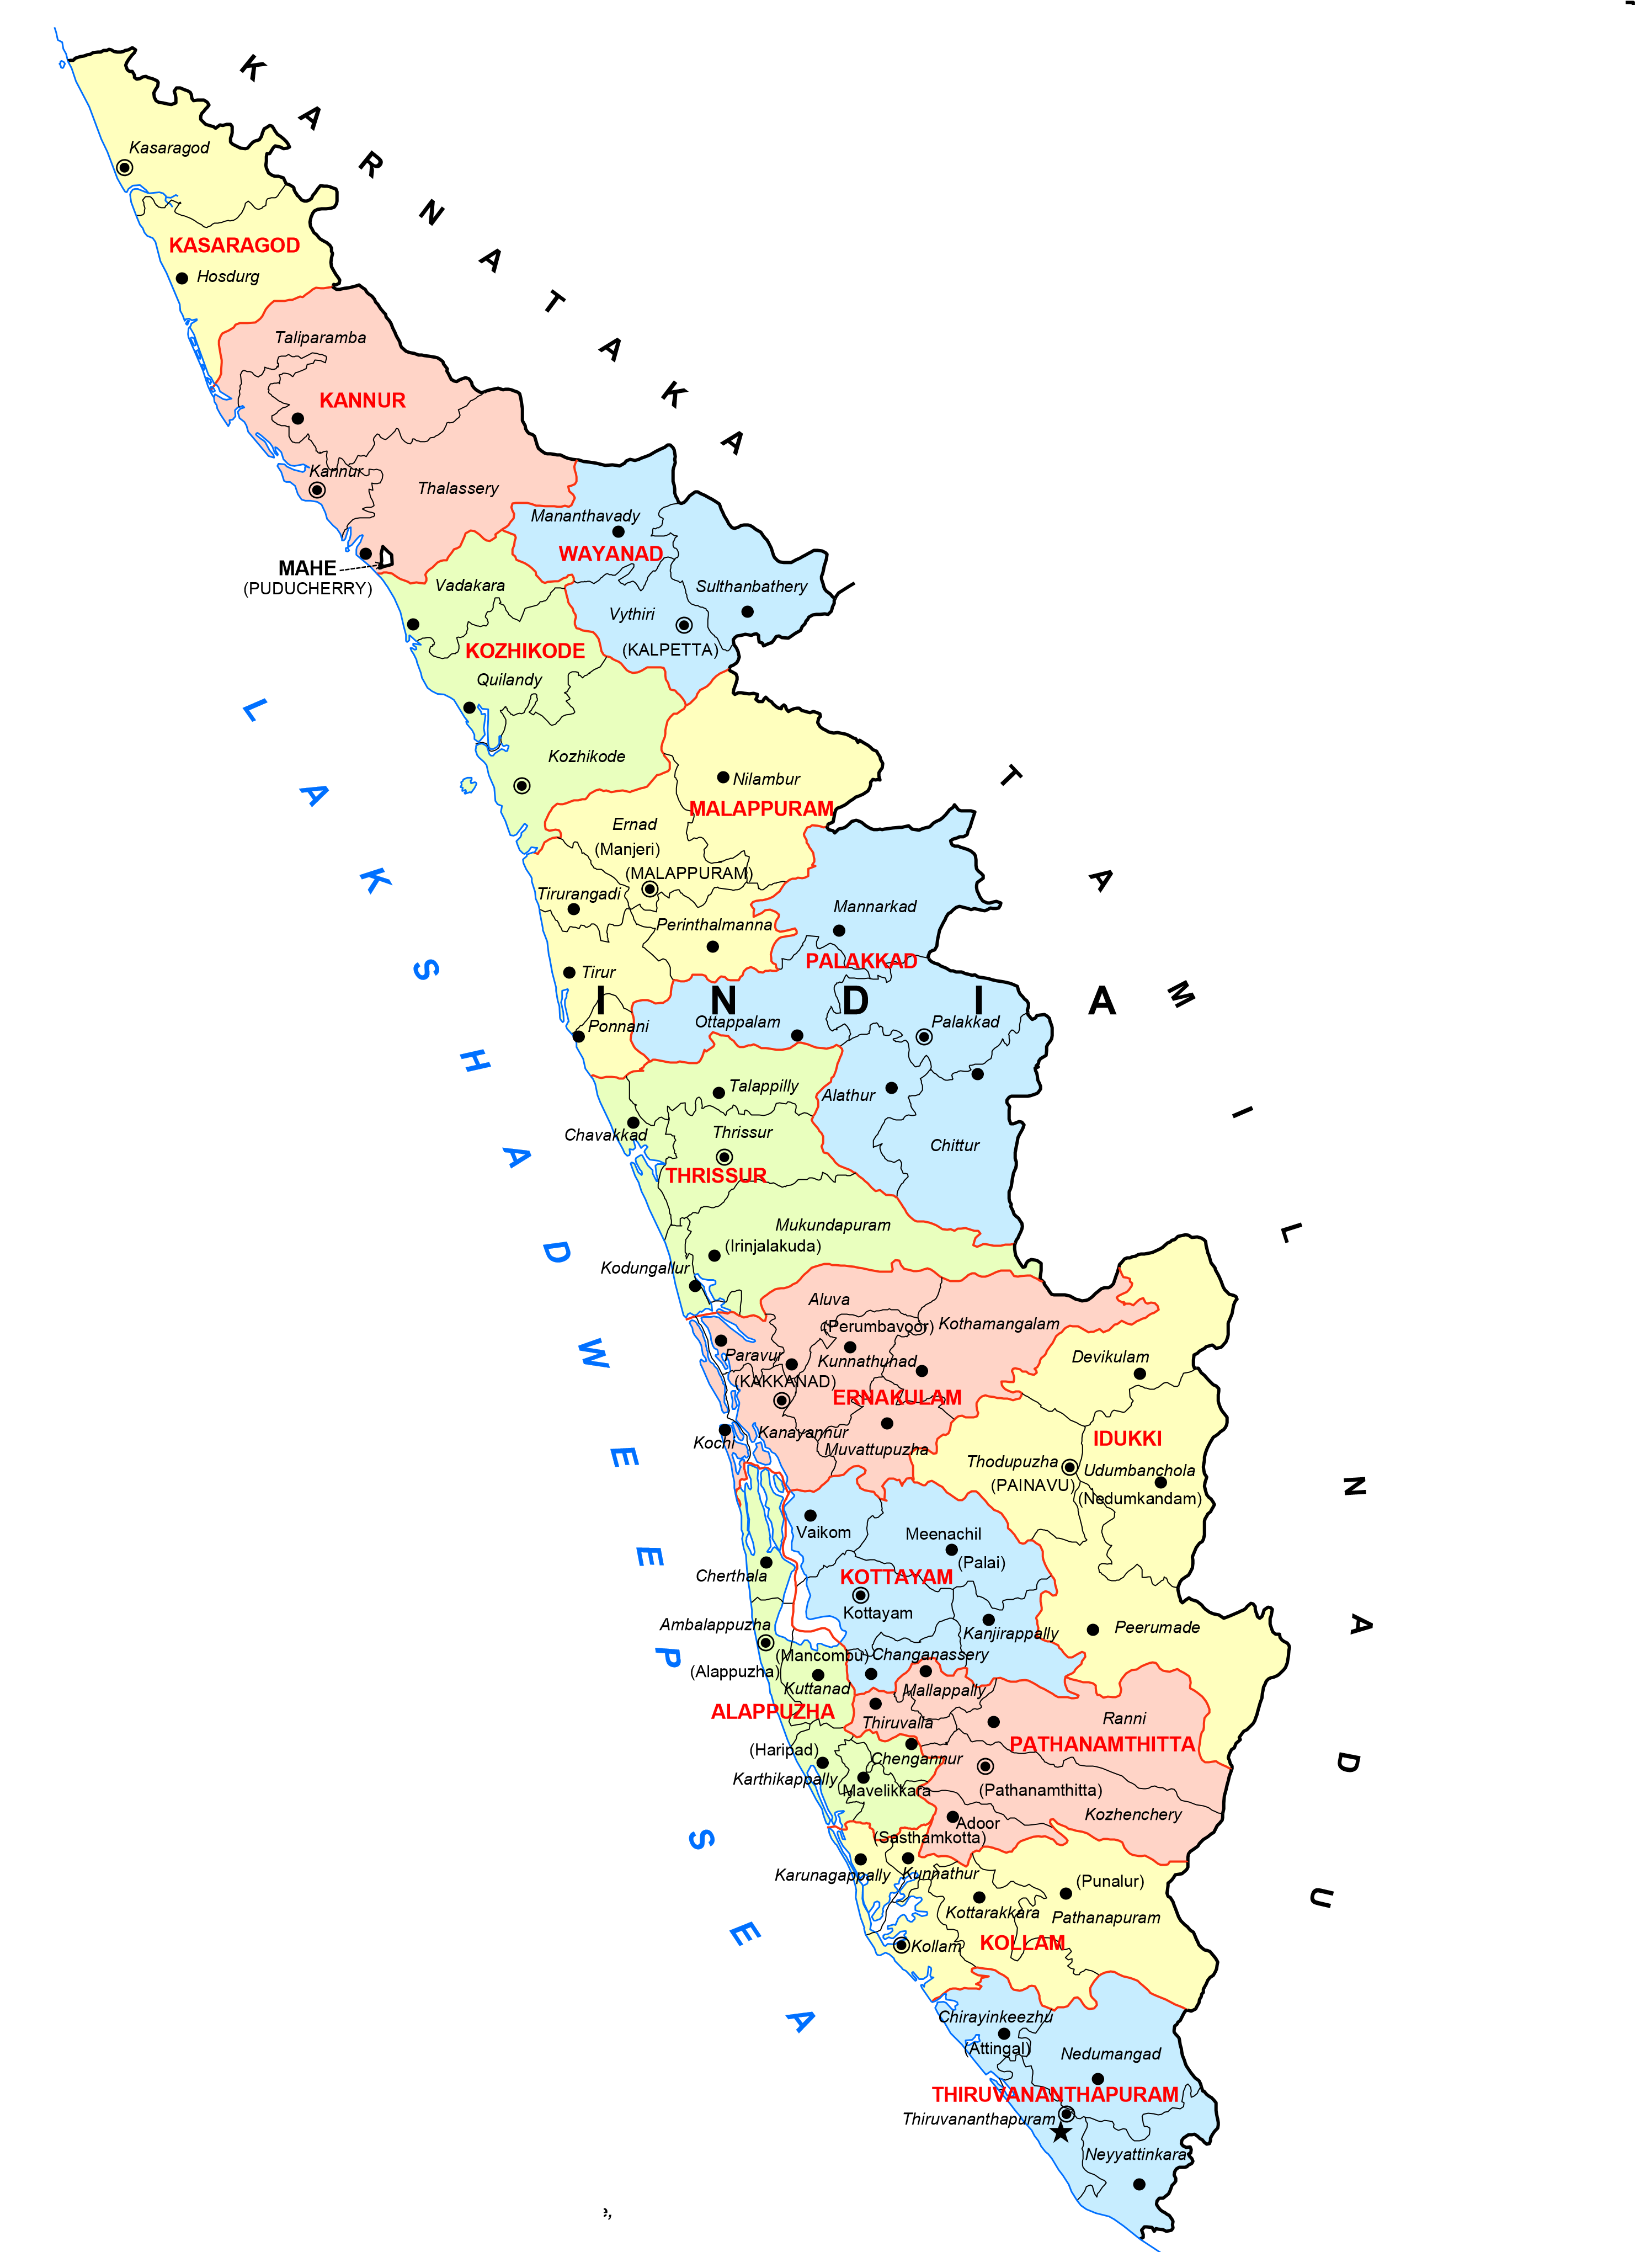 KARNATAKA
Kasaragod
KASARAGOD
Hosdurg
Taliparamba
KANNUR
Kannur
Thalassery
Mananthavady
WAYANAD
MAHE
(PUDUCHERRY)
Vadakara
Sulthanbathery
Vythiri
(KALPETTA)
KOZHIKODE
Quilandy
LAKSHADWEEP SEA
Kozhikode
TAMIL NADU
Nilambur
MALAPPURAM
Ernad
(Manjeri)
(MALAPPURAM)
Tirurangadi
Mannarkad
Perinthalmanna
PALAKKAD
Tirur
INDIA
Ponnani
Ottappalam
Palakkad
Talappilly
Alathur
Chavakkad
Thrissur
Chittur
THRISSUR
Mukundapuram
(Irinjalakuda)
Kodungallur
Aluva
(Perumbavoor)
Kothamangalam
Paravur
Kunnathunad
Devikulam
(KAKKANAD)
ERNAKULAM
Kochi
Kanayannur
IDUKKI
Muvattupuzha
Thodupuzha
Udumbanchola
(PAINAVU)
(Nedumkandam)
Vaikom
Meenachil
(Palai)
Cherthala
KOTTAYAM
Kottayam
Ambalappuzha
Kanjirappally
Peerumade
(Mancombu)
Changanassery
(Alappuzha)
Kuttanad
Mallappally
ALAPPUZHA
Thiruvalla
Ranni
PATHANAMTHITTA
(Haripad)
Chengannur
Karthikappally
Mavelikkara
(Pathanamthitta)
Kozhenchery
Adoor
(Sasthamkotta)
Karunagappally
Kunnathur
(Punalur)
Kottarakkara
Pathanapuram
KOLLAM
Kollam
Chirayinkeezhu
(Attingal)
Nedumangad
THIRUVANANTHAPURAM
Thiruvananthapuram
Neyyattinkara